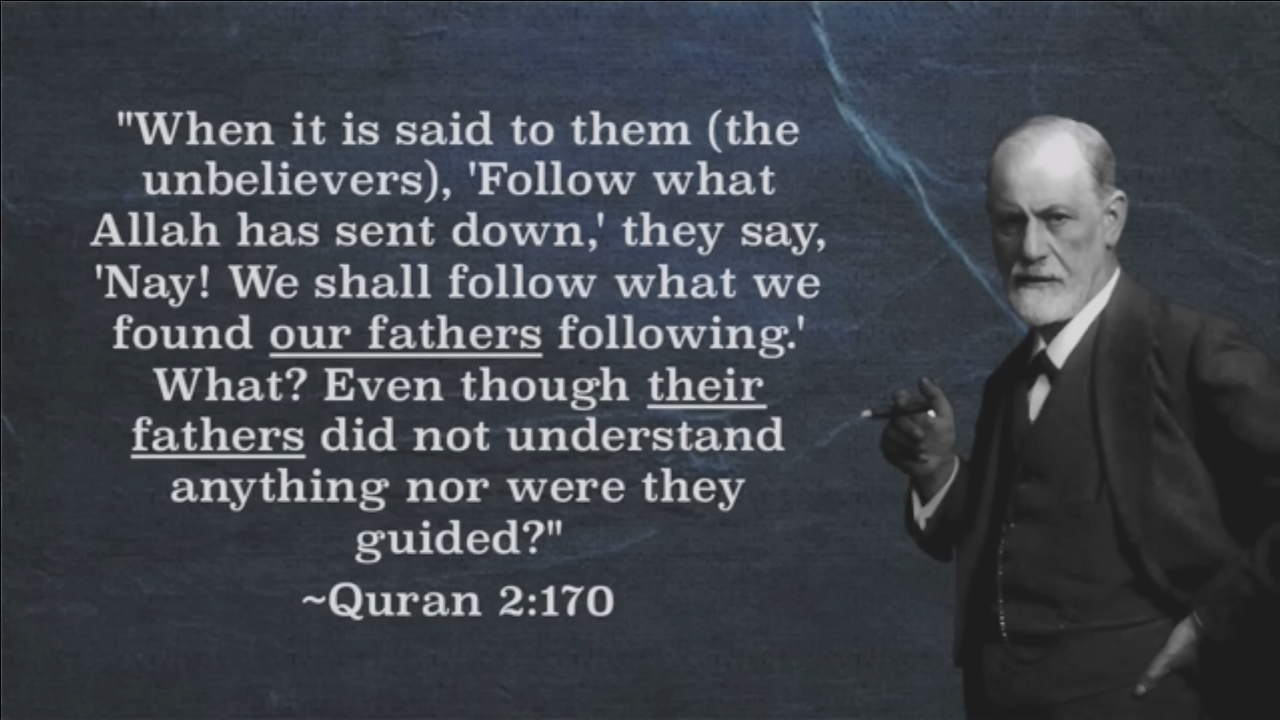 "When it is said to them (the
unbelievers), 'Follow what
Allah has sent down,' they say,
'Nay! We shall follow what we
found our fathers following.'
What? Even though their
fathers did not understand
anything nor were they
guided?"
~Quran 2:170